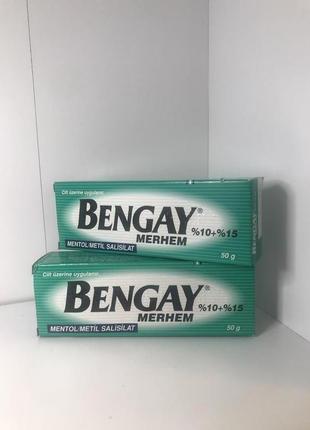 Cilt üzerine uygulanır.
BENGAY®
MERHEM
%10+%15
MENTOL/METİL SALİSİLAT
50 g
Cilt üzerine uygulanır.
BENGAY®
MERHEM
%10+%15
MENTOL/METİL SALİSİLAT
50 g